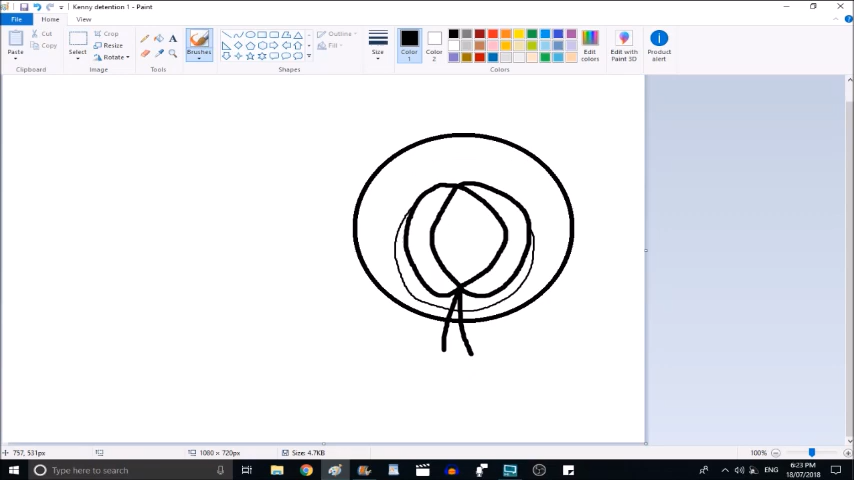 Kenny detention 1 - Paint
File Home View
Paste Cut Copy Clipboard
Select Crop Resize Rotate Image
A Tools
Brushes
Outline Fill Shapes
Size
Color 1 Color 2 Edit colors Colors
Edit with Paint 3D
Product alert
757, 531px 1080 × 720px Size: 4.7KB 100%
Type here to search
ENG 6:23 PM 18/07/2018